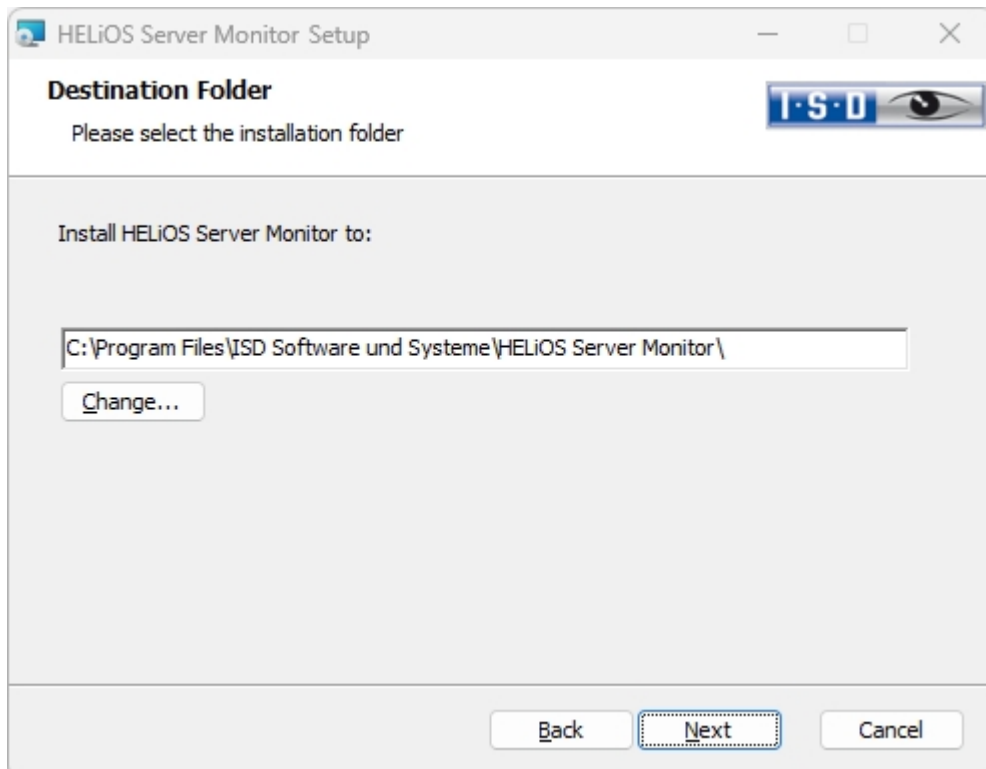 HELiOS Server Monitor Setup
Destination Folder
I·S·D
Please select the installation folder
Install HELiOS Server Monitor to:
C:\Program Files\ISD Software und Systeme\HELiOS Server Monitor\
Change...
Back
Next
Cancel